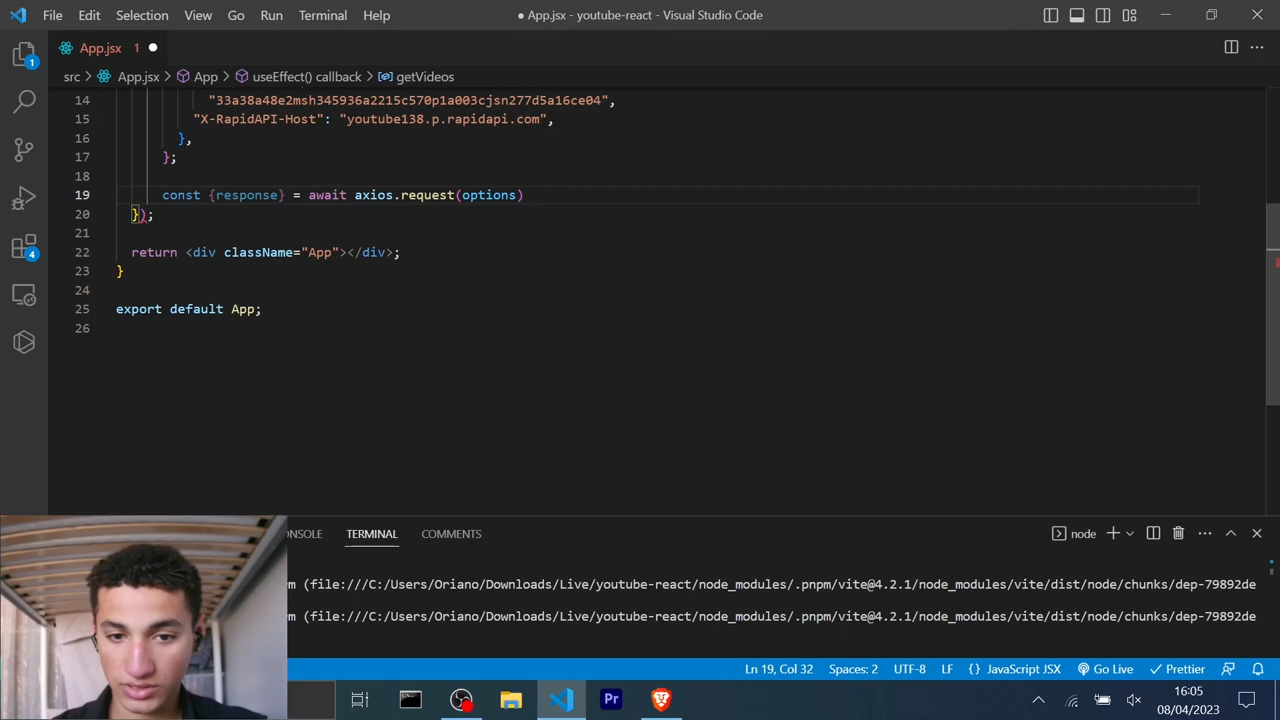 File Edit Selection View Go Run Terminal Help
● App.jsx - youtube-react - Visual Studio Code
App.jsx 1
src > App.jsx > App > useEffect() callback > getVideos
14 "33a38a48e2msh345936a2215c570p1a003cjsn277d5a16ce04",
15 "X-RapidAPI-Host": "youtube138.p.rapidapi.com",
16 },
17 };
18
19 const {response} = await axios.request(options)
20 });
21
22 return <div className="App"></div>;
23 }
24
25 export default App;
26
1
4
ONSOLE TERMINAL COMMENTS
node
m (file:///C:/Users/Oriano/Downloads/Live/youtube-react/node_modules/.pnpm/vite@4.2.1/node_modules/vite/dist/node/chunks/dep-79892de
m (file:///C:/Users/Oriano/Downloads/Live/youtube-react/node_modules/.pnpm/vite@4.2.1/node_modules/vite/dist/node/chunks/dep-79892de
Ln 19, Col 32 Spaces: 2 UTF-8 LF {} JavaScript JSX Go Live Prettier
Pr
16:05
08/04/2023